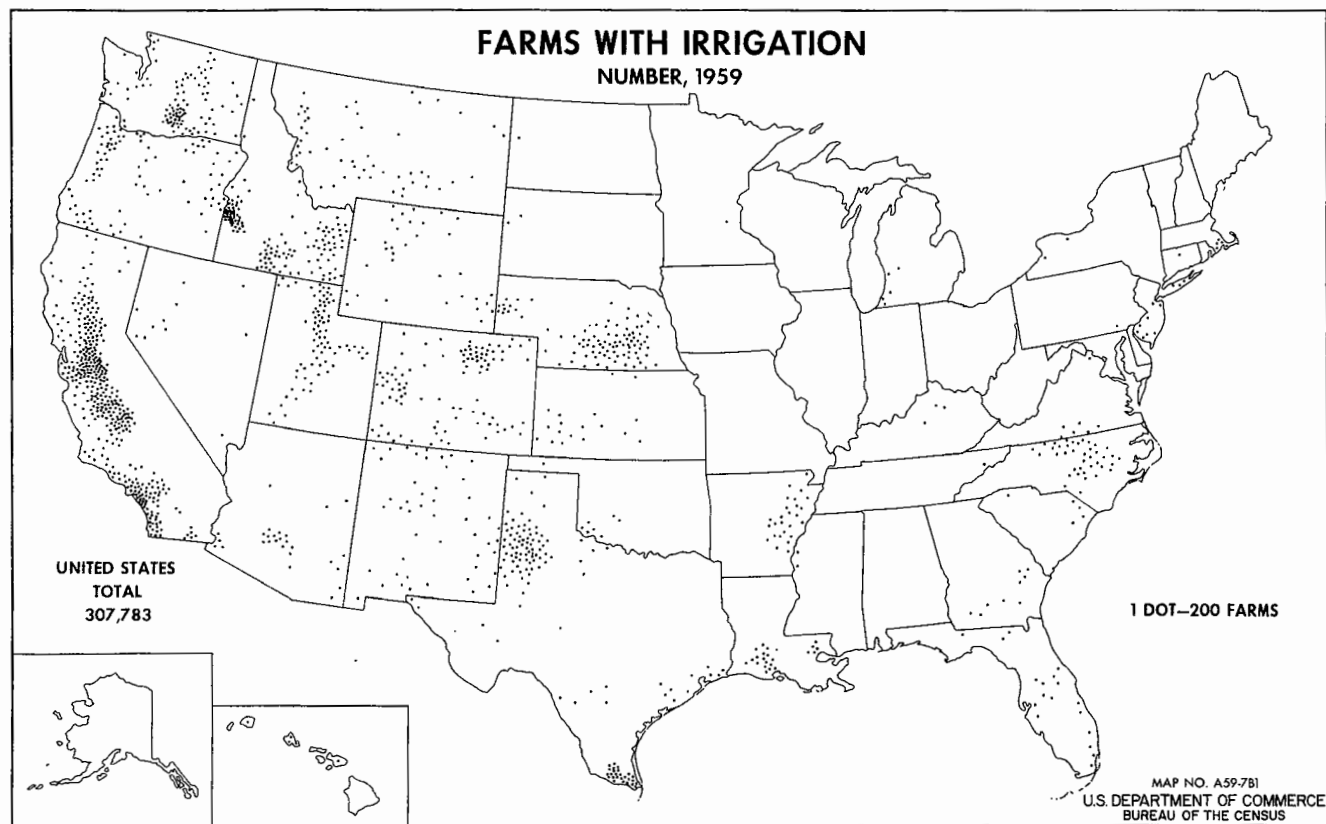 FARMS WITH IRRIGATION
NUMBER, 1959
UNITED STATES
TOTAL
307,783
1 DOT—200 FARMS
MAP NO. A59-7B1
U.S. DEPARTMENT OF COMMERCE
BUREAU OF THE CENSUS